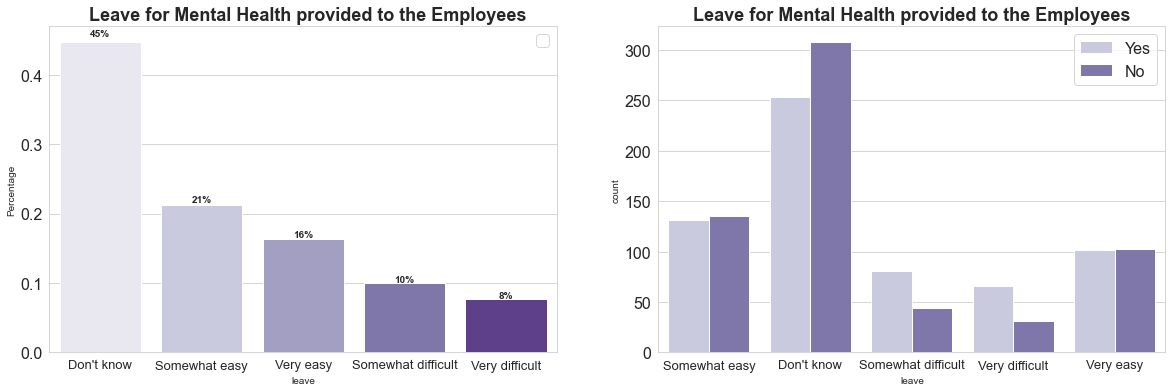 Leave for Mental Health provided to the Employees
45%
0.4
0.3
Percentage
21%
0.2
16%
10%
0.1
8%
0.0
Don't know Somewhat easy Very easy Somewhat difficult Very difficult
leave
Leave for Mental Health provided to the Employees
Yes
No
300
250
200
count
150
100
50
0
Somewhat easy Don't know Somewhat difficult Very difficult Very easy
leave